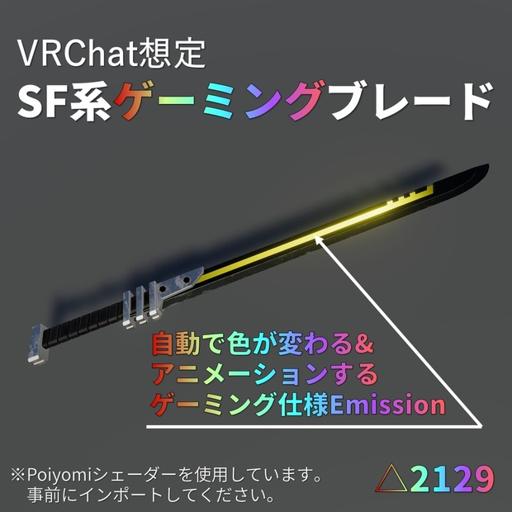 VRChat想定
SF系ゲーミングブレード
自動で色が変わる&
アニメーションする
ゲーミング仕様Emission
※Poiyomiシェーダーを使用しています。
事前にインポートしてください。
△2129